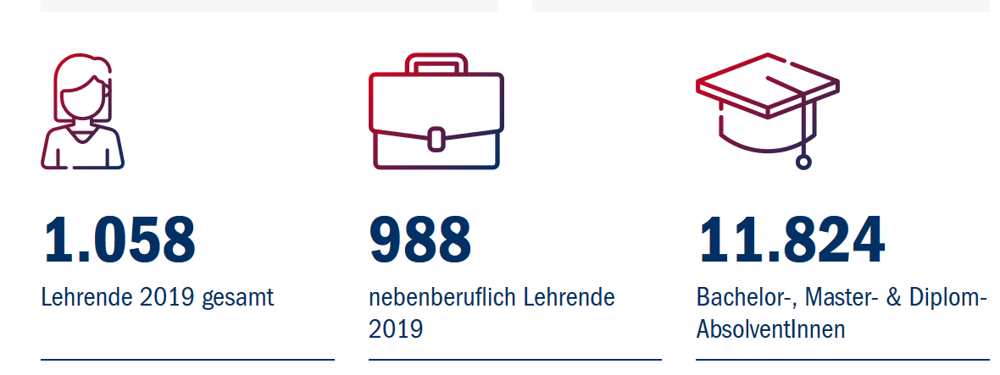 1.058
Lehrende 2019 gesamt
988
nebenberuflich Lehrende
2019
11.824
Bachelor-, Master- & Diplom-
AbsolventInnen